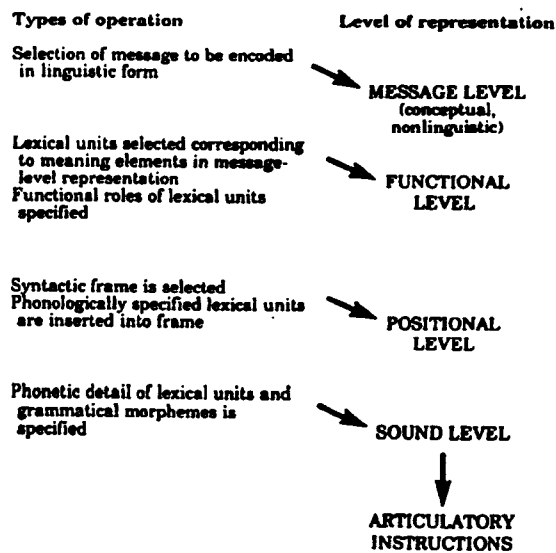 Types of operation
Level of representation
Selection of message to be encoded
in linguistic form
MESSAGE LEVEL
(conceptual,
nonlinguistic)
Lexical units selected corresponding
to meaning elements in message-
level representation
Functional roles of lexical units
specified
FUNCTIONAL
LEVEL
Syntactic frame is selected
Phonologically specified lexical units
are inserted into frame
POSITIONAL
LEVEL
Phonetic detail of lexical units and
grammatical morphemes is
specified
SOUND LEVEL
ARTICULATORY
INSTRUCTIONS